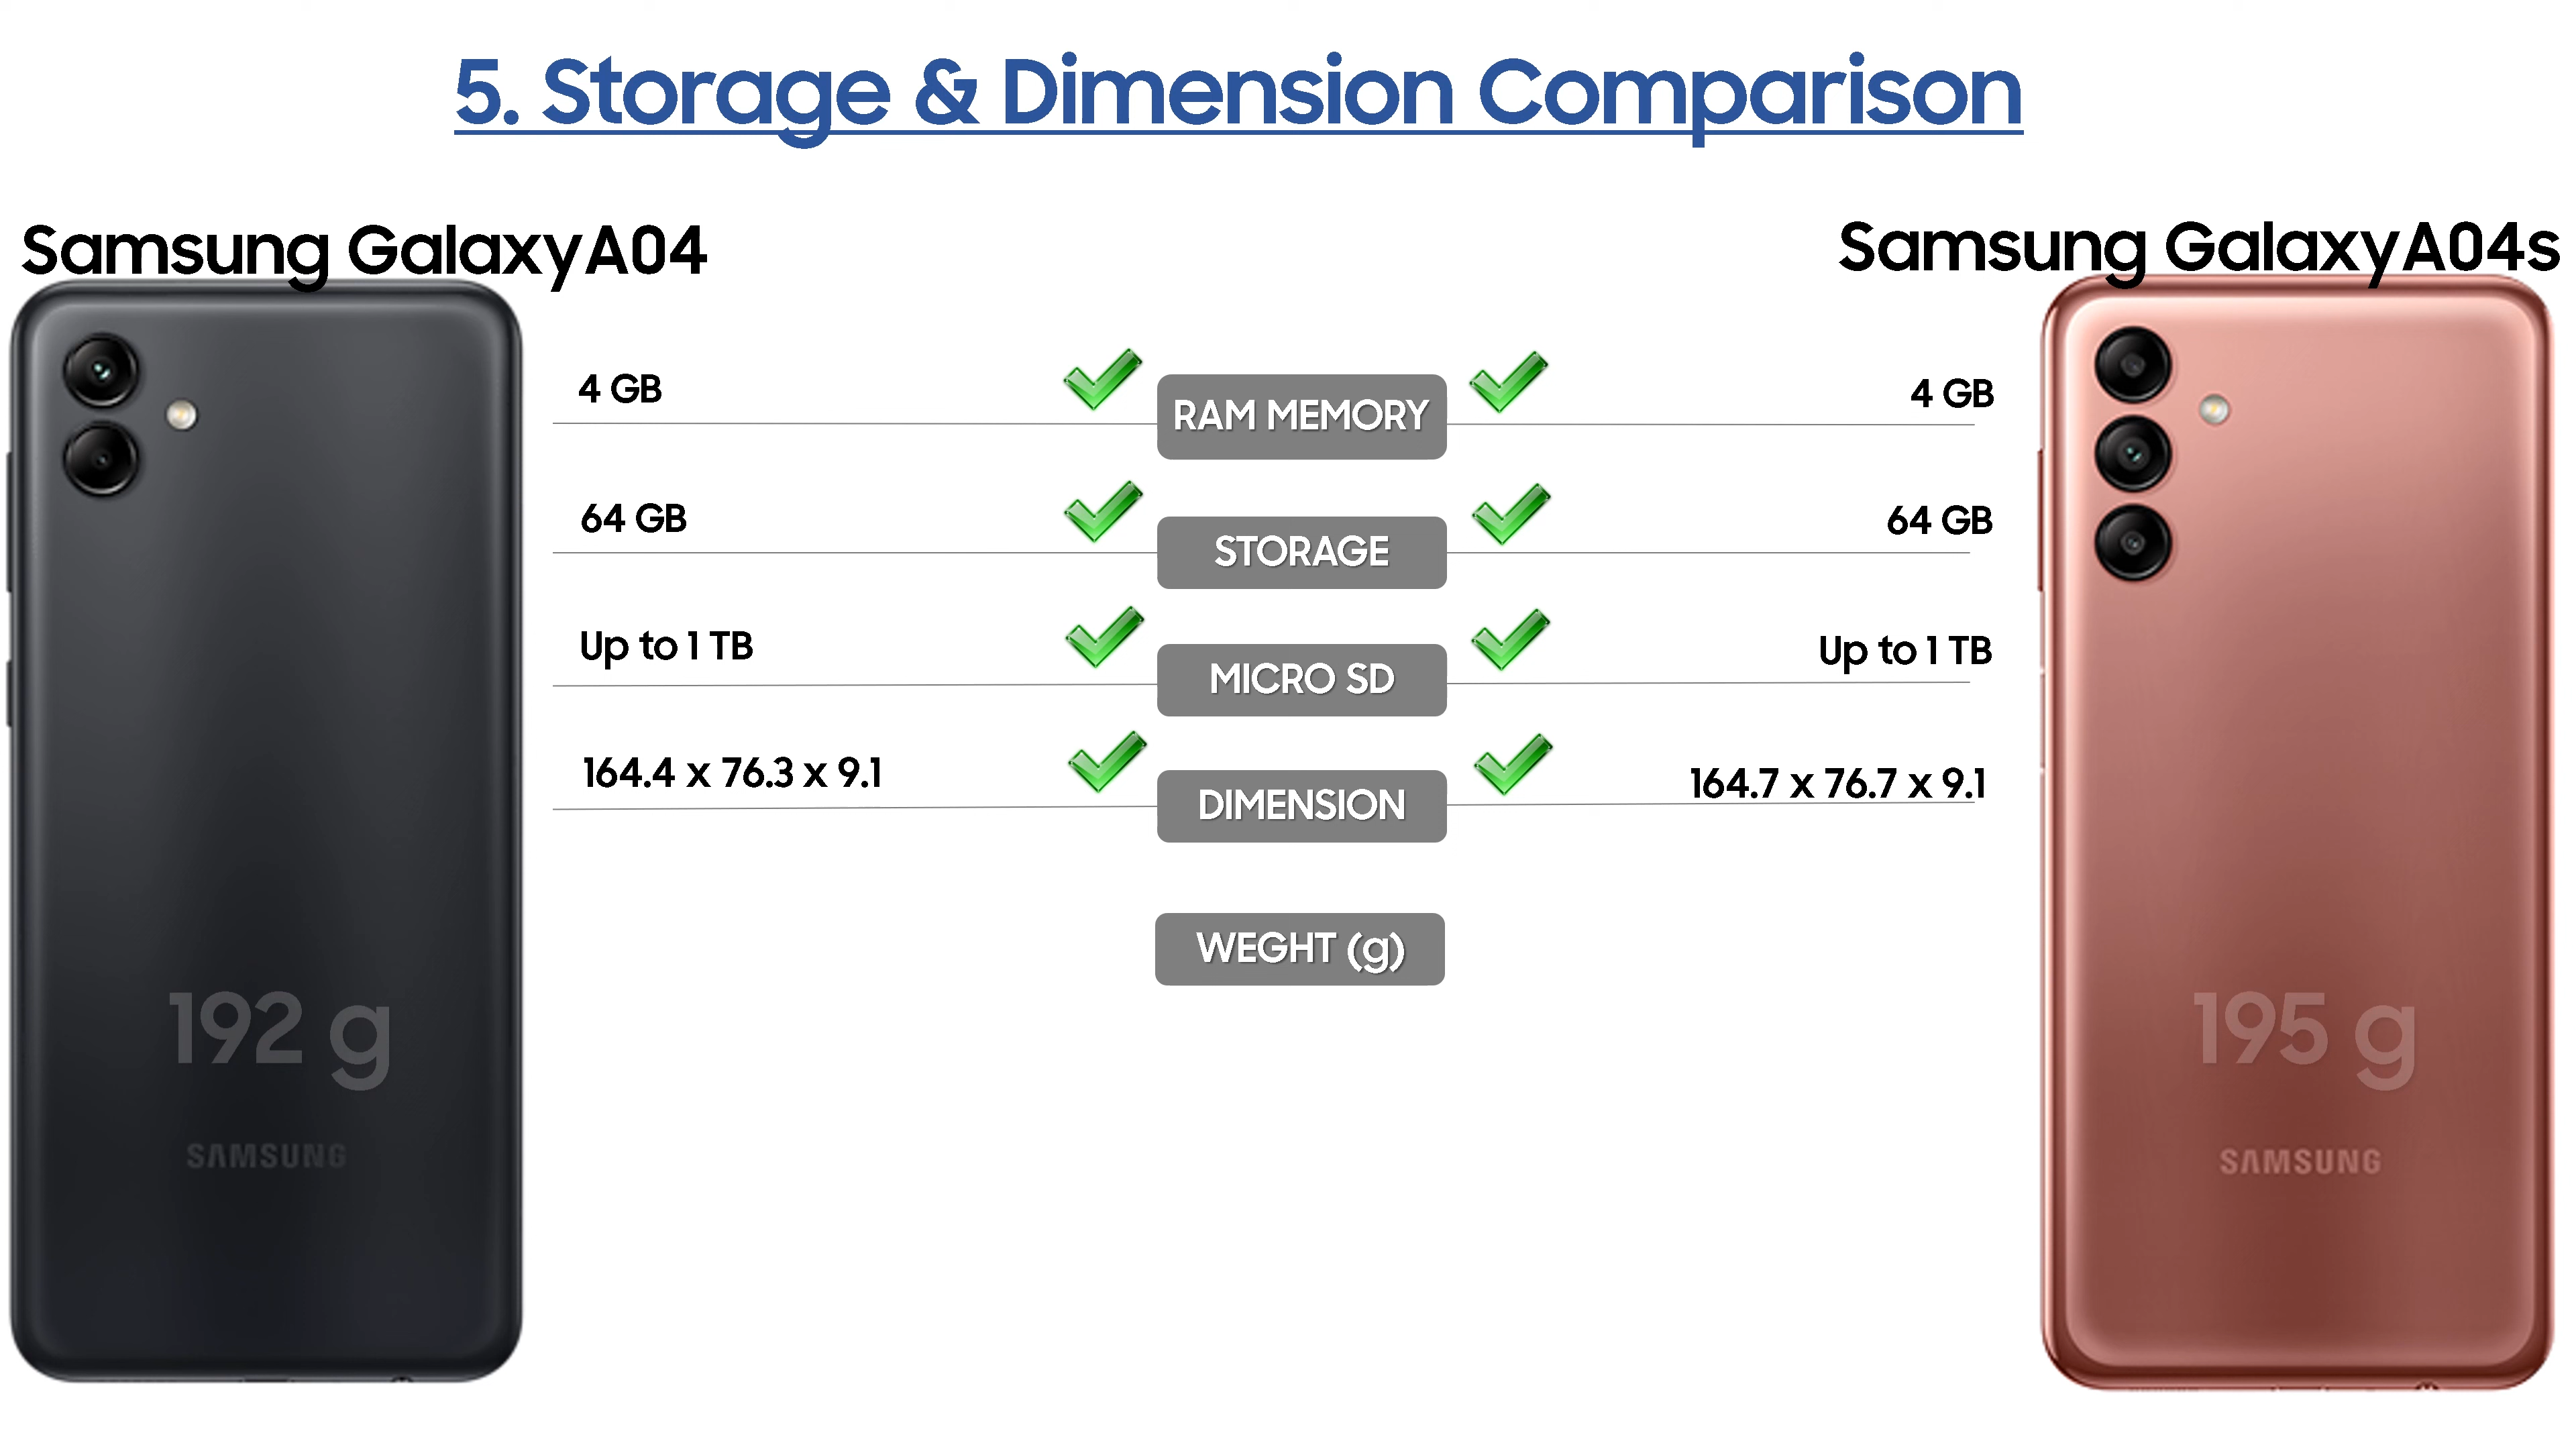 5. Storage & Dimension Comparison
Samsung GalaxyA04
Samsung GalaxyA04s
4 GB
RAM MEMORY
4 GB
64 GB
STORAGE
64 GB
Up to 1 TB
MICRO SD
Up to 1 TB
164.4 x 76.3 x 9.1
DIMENSION
164.7 x 76.7 x 9.1
WEGHT (g)
192 g
195 g
SAMSUNG
SAMSUNG